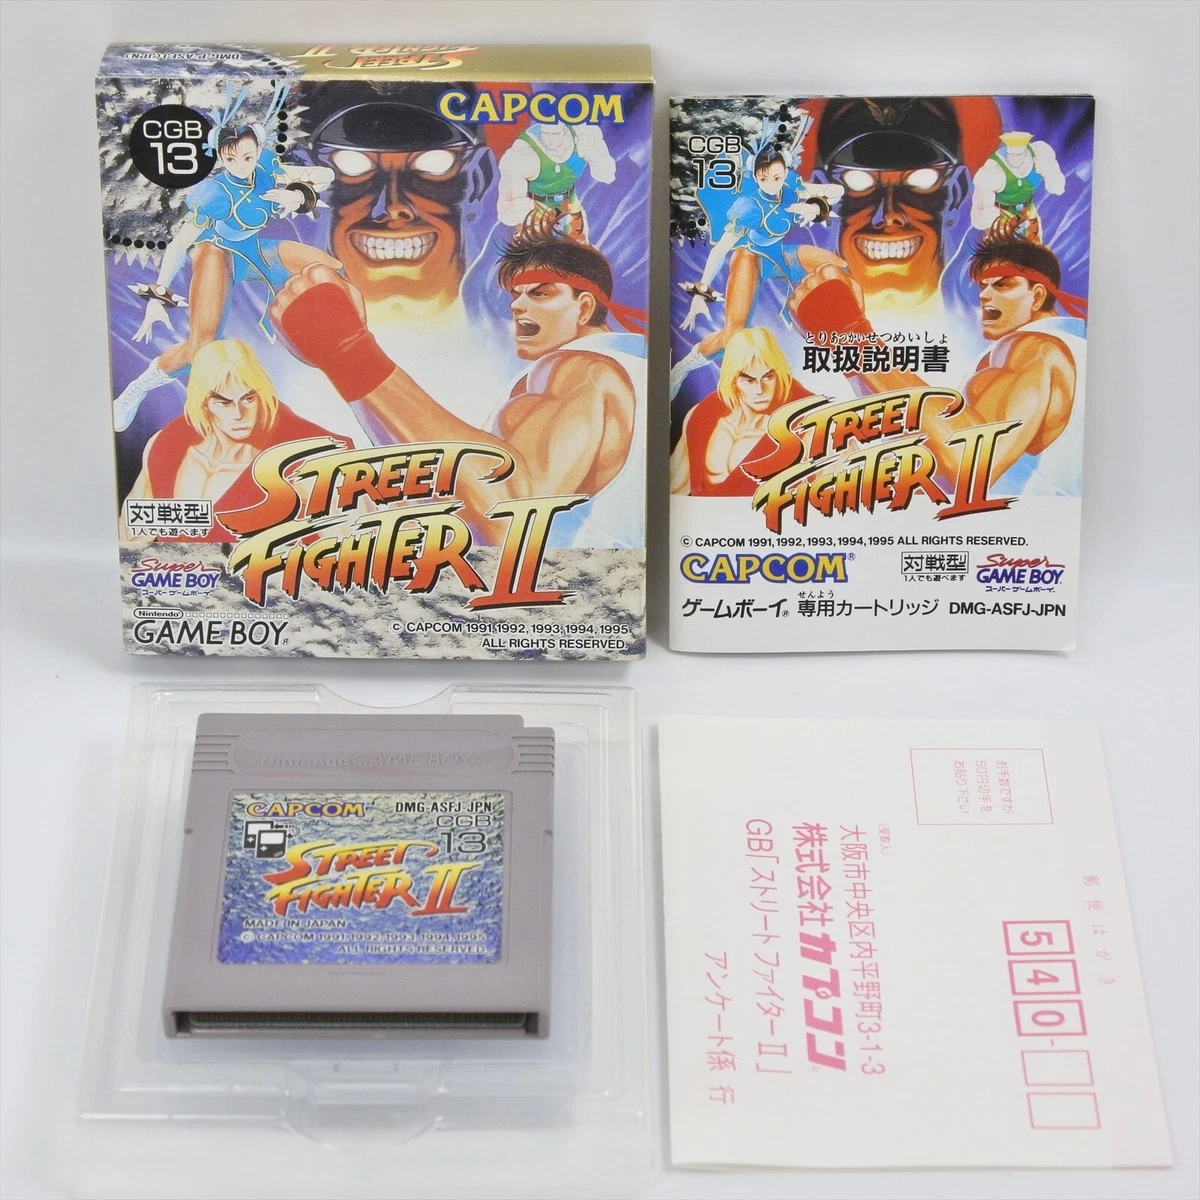 DMG-P-ASFJ(JPN)
STREET
FIGHTER II
CGB
13
CAPCOM
STREET
FIGHTER II
対戦型
1人でも遊べます
Super
GAME BOY
スーパーゲームボーイ
Nintendo
GAME BOY®
© CAPCOM 1991,1992,1993,1994,1995
ALL RIGHTS RESERVED.
CGB
13
とりあつかいせつめいしょ
取扱説明書
STREET
FIGHTER II
© CAPCOM 1991,1992,1993,1994,1995 ALL RIGHTS RESERVED.
CAPCOM®
対戦型
1人でも遊べます
Super
GAME BOY
スーパーゲームボーイ
せんよう
ゲームボーイ® 専用カートリッジ DMG-ASFJ-JPN
Nintendo GAME BOY
CAPCOM DMG-ASFJ-JPN
CGB
13
STREET
FIGHTER II
MADE IN JAPAN
© CAPCOM 1991,1992,1993,1994,1995
ALL RIGHTS RESERVED.
お手数ですが
50円切手を
お貼り下さい
郵便はがき
540-
(受取人)
大阪市中央区内平野町3-1-3
株式会社カプコン
GB「ストリートファイターII」
アンケート係 行